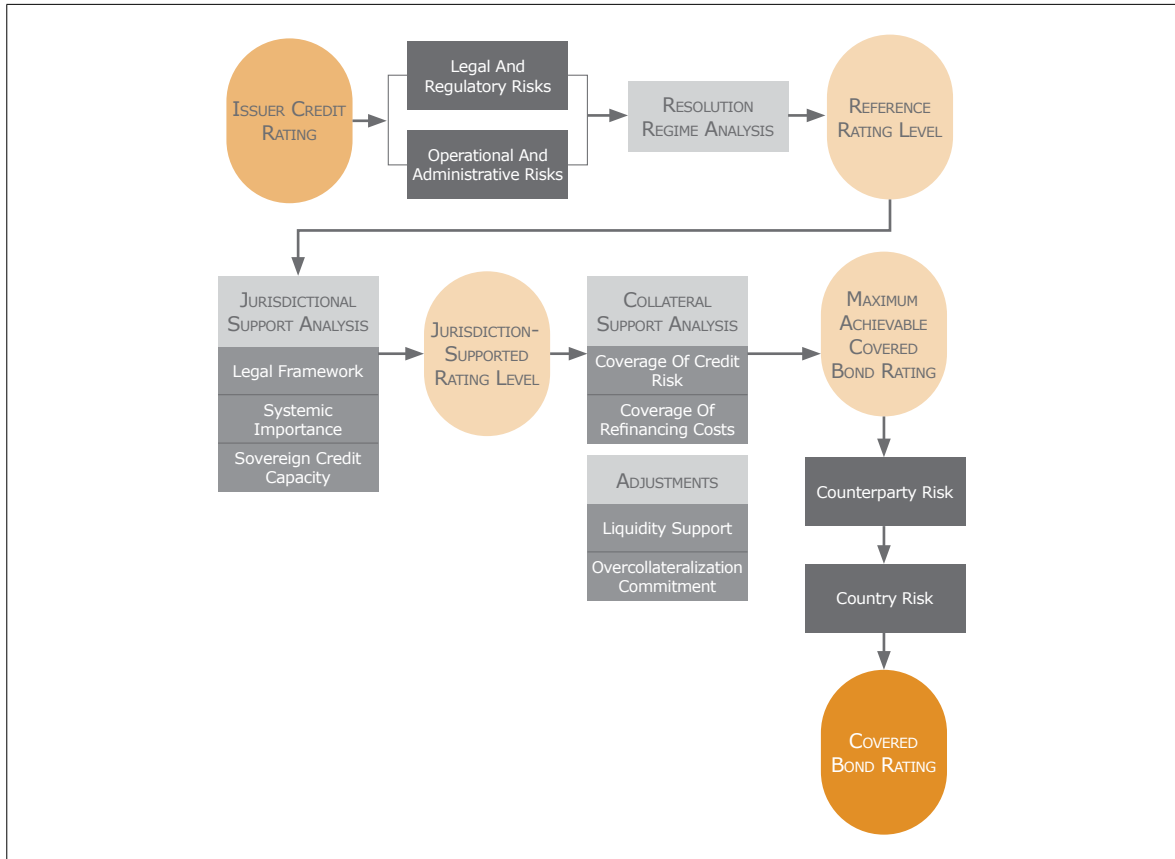 Issuer Credit
Rating
Legal And
Regulatory Risks
Operational And
Administrative Risks
Resolution
Regime Analysis
Reference
Rating Level
Jurisdictional
Support Analysis
Legal Framework
Systemic
Importance
Sovereign Credit
Capacity
Jurisdiction-
Supported
Rating Level
Collateral
Support Analysis
Coverage Of Credit
Risk
Coverage Of
Refinancing Costs
Adjustments
Liquidity Support
Overcollateralization
Commitment
Maximum
Achievable
Covered
Bond Rating
Counterparty Risk
Country Risk
Covered
Bond Rating